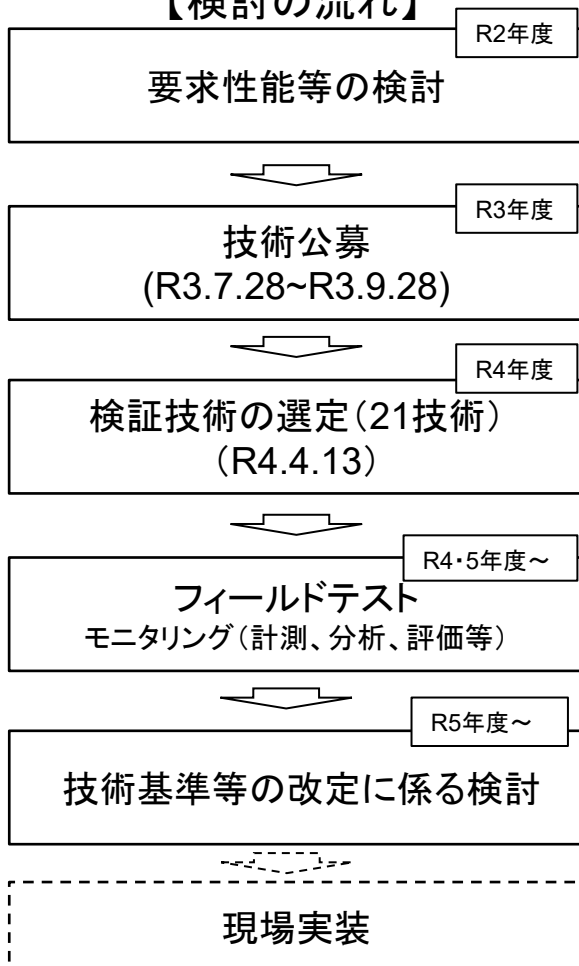 【検討の流れ】
R2年度
要求性能等の検討
R3年度
技術公募
(R3.7.28~R3.9.28)
R4年度
検証技術の選定(21技術)
(R4.4.13)
R4・5年度～
フィールドテスト
モニタリング(計測、分析、評価等)
R5年度～
技術基準等の改定に係る検討
現場実装